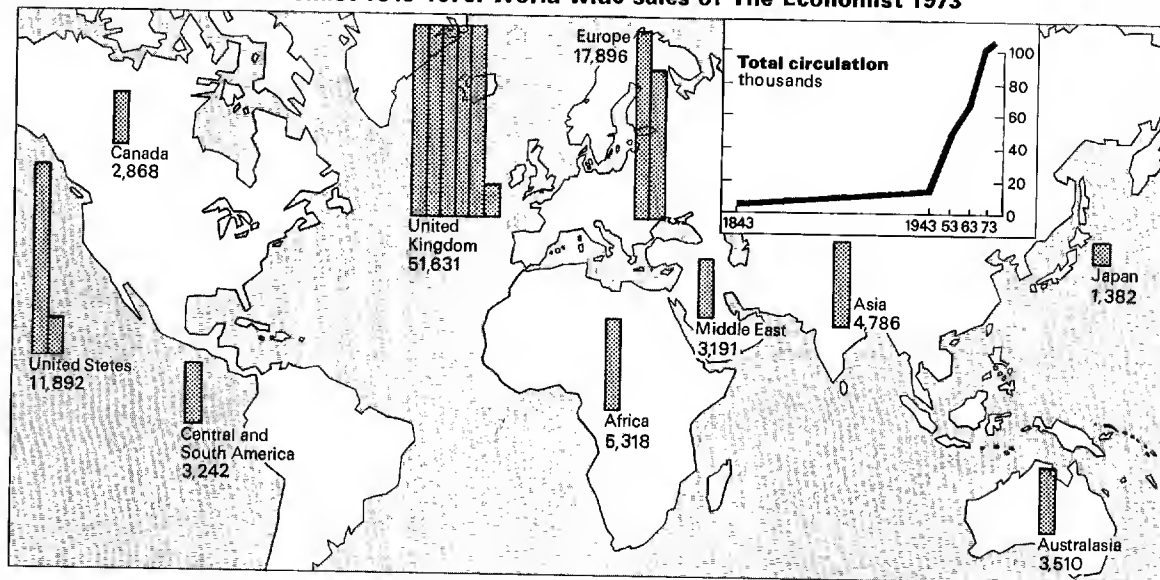 World-wide sales of The Economist 1973
Europe
17,896
Total circulation
thousands
100
80
60
40
20
0
1843
1943 53 63 73
Canada
2,868
United
Kingdom
51,631
Japan
1,382
Asia
4,786
Middle East
3,191
United Stetes
11,892
Africa
5,318
Central and
South America
3,242
Australasia
3,510